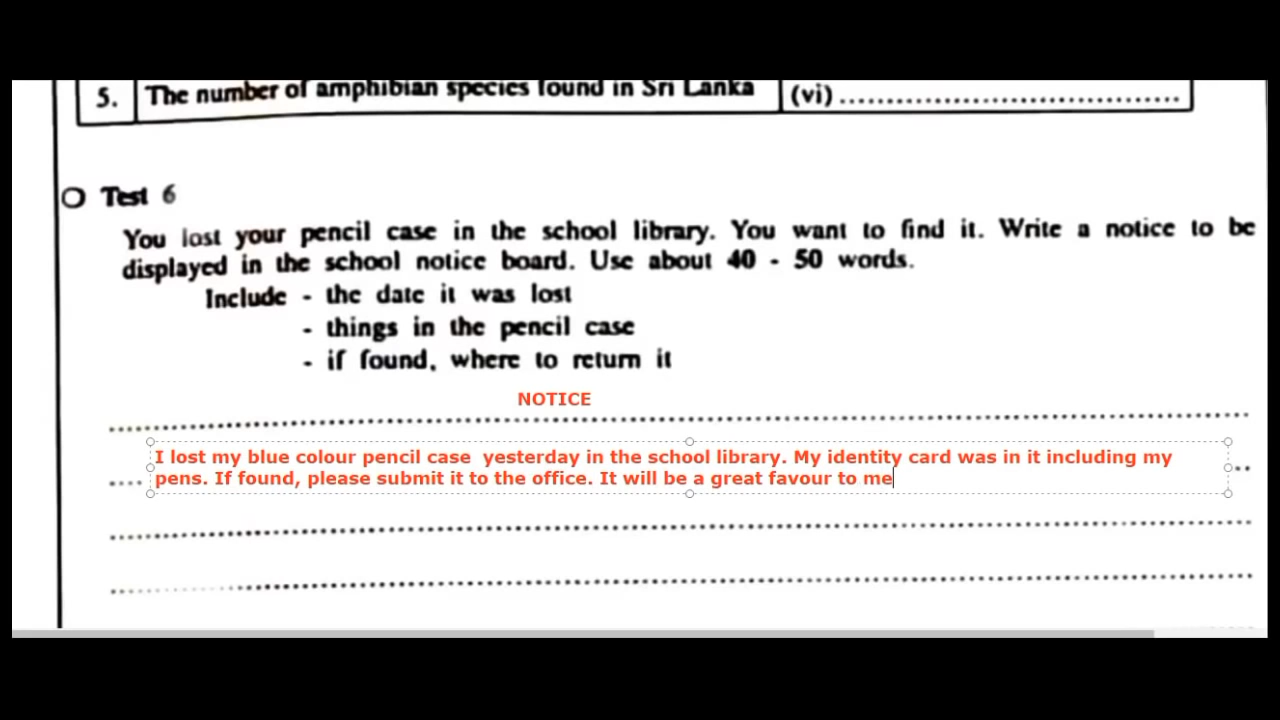 5. The number of amphibian species found in Sri Lanka (vi) ........................................
Test 6
You lost your pencil case in the school library. You want to find it. Write a notice to be
displayed in the school notice board. Use about 40 - 50 words.
Include - the date it was lost
- things in the pencil case
- if found, where to return it
NOTICE
I lost my blue colour pencil case  yesterday in the school library. My identity card was in it including my
pens. If found, please submit it to the office. It will be a great favour to me